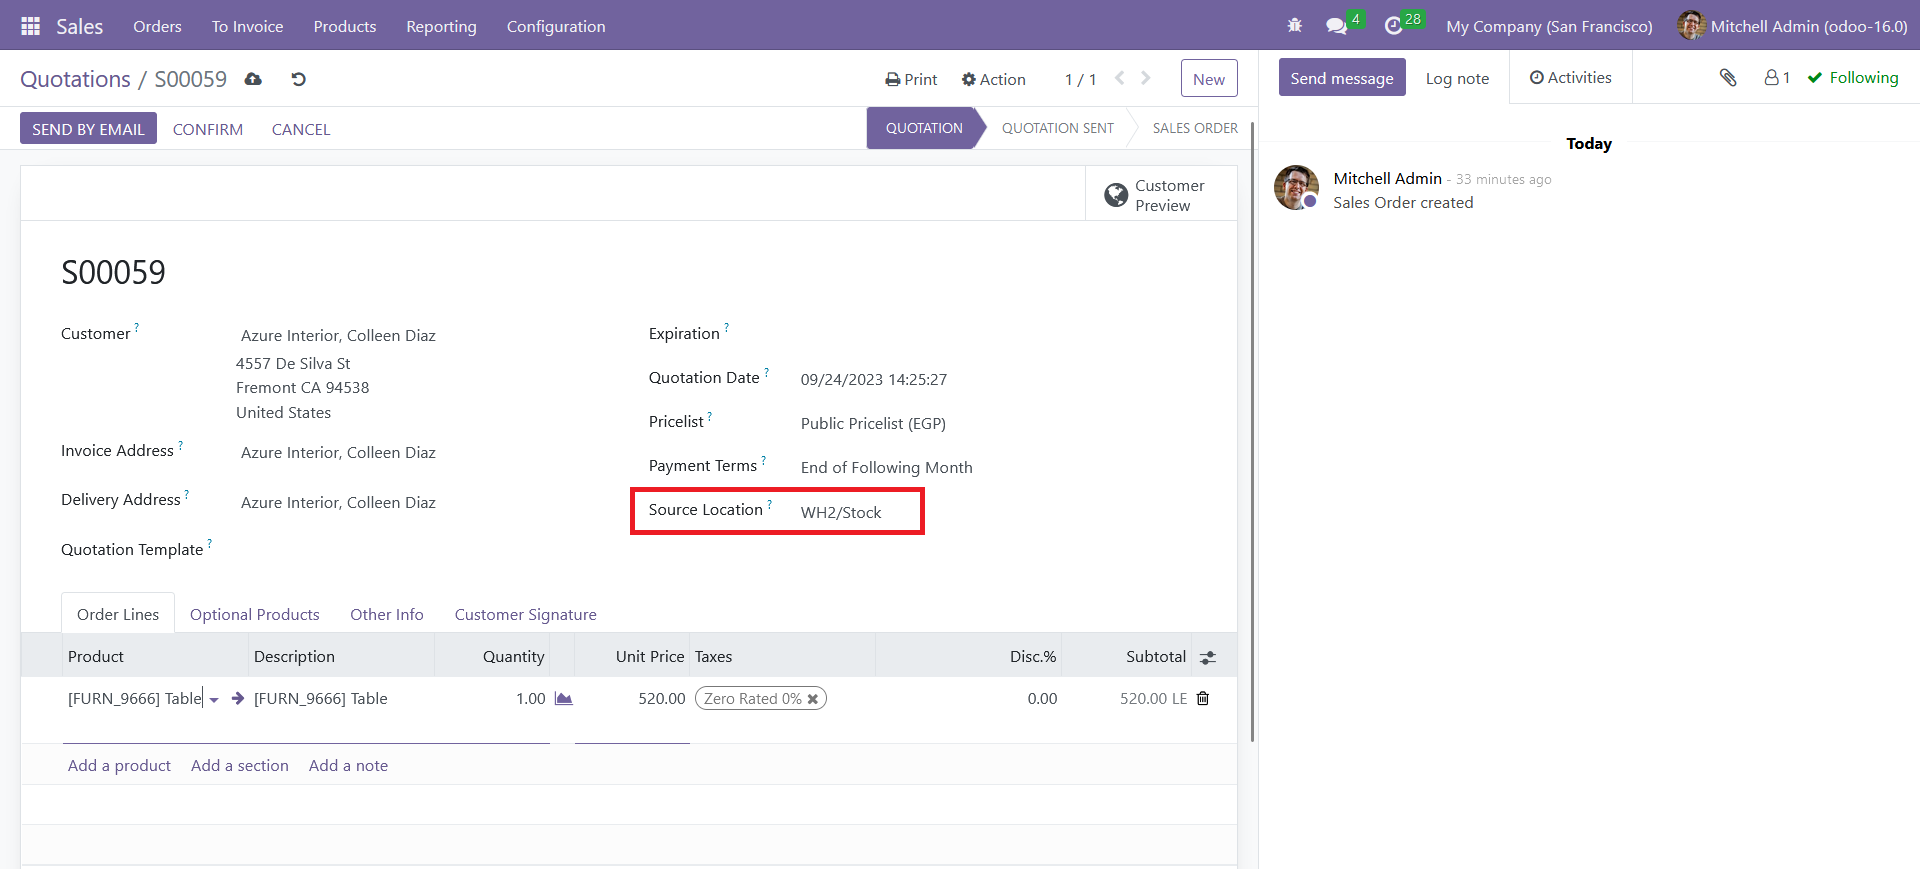 Sales Orders To Invoice Products Reporting Configuration 4 28 My Company (San Francisco) Mitchell Admin (odoo-16.0)
Quotations / S00059 Print Action 1 / 1 New
Send message Log note Activities 1 Following
SEND BY EMAIL CONFIRM CANCEL QUOTATION QUOTATION SENT SALES ORDER
Today
Mitchell Admin - 33 minutes ago
Sales Order created
Customer
Preview
S00059
Customer ? Azure Interior, Colleen Diaz
4557 De Silva St
Fremont CA 94538
United States
Invoice Address ? Azure Interior, Colleen Diaz
Delivery Address ? Azure Interior, Colleen Diaz
Quotation Template ?
Expiration ?
Quotation Date ? 09/24/2023 14:25:27
Pricelist ? Public Pricelist (EGP)
Payment Terms ? End of Following Month
Source Location ? WH2/Stock
Order Lines Optional Products Other Info Customer Signature
Product Description Quantity Unit Price Taxes Disc.% Subtotal
[FURN_9666] Table [FURN_9666] Table 1.00 520.00 Zero Rated 0% 0.00 520.00 LE
Add a product Add a section Add a note